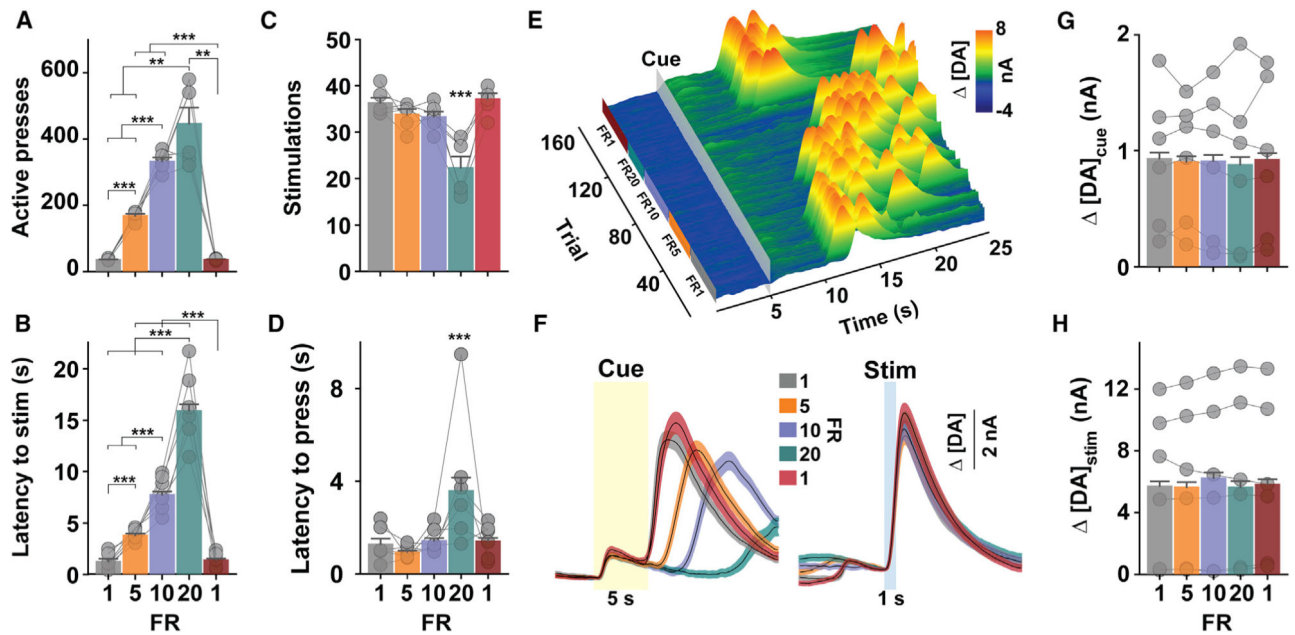 A
Active presses
600
400
200
0
***
***
**
***
**
B
Latency to stim (s)
20
15
10
5
0
***
***
***
***
1 5 10 20 1
FR
C
Stimulations
50
40
30
20
10
0
***
D
Latency to press (s)
8
4
0
***
1 5 10 20 1
FR
E
Cue
8
Δ [DA]
nA
-4
160
120
80
40
Trial
FR1
FR20
FR10
FR5
FR1
5
10
15
20
25
Time (s)
F
Cue
5 s
1
5
10
20
1
FR
Stim
1 s
Δ [DA]
2 nA
G
Δ [DA]cue (nA)
2
1
0
H
Δ [DA]stim (nA)
12
8
4
0
1 5 10 20 1
FR